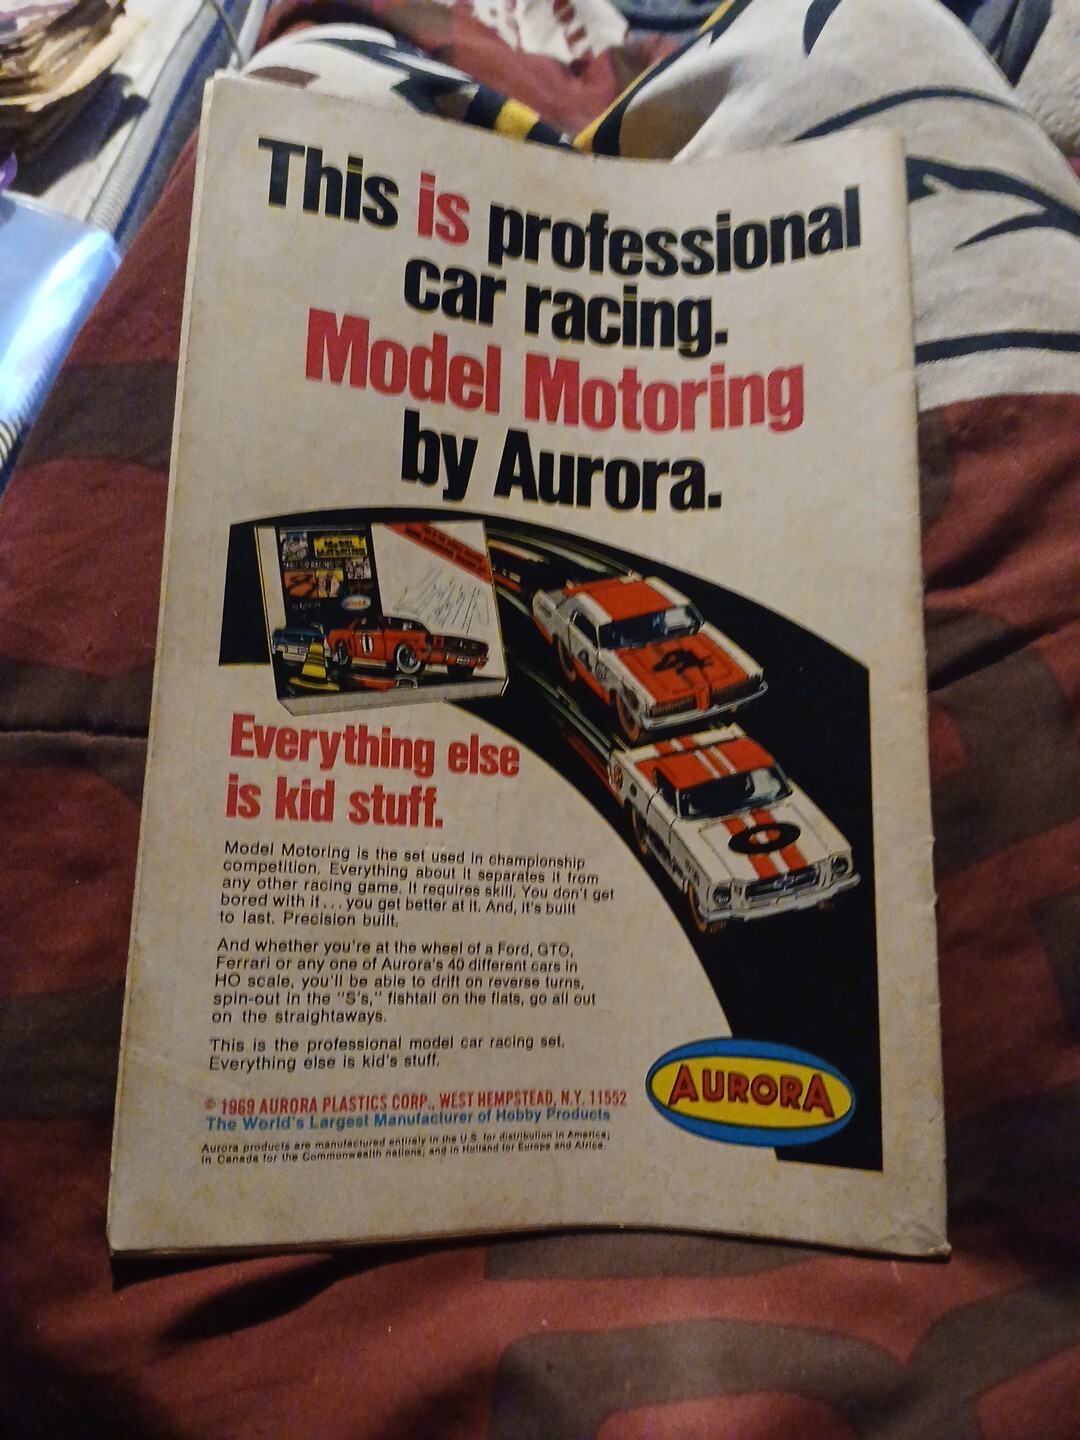 This is professional
car racing.
Model Motoring
by Aurora.
MODEL
MOTORING
Everything else
is kid stuff.
Model Motoring is the set used in championship
competition. Everything about it separates it from
any other racing game. It requires skill. You don't get
bored with it... you get better at it. And, it's built
to last. Precision built.
And whether you're at the wheel of a Ford, GTO,
Ferrari or any one of Aurora's 40 different cars in
HO scale, you'll be able to drift on reverse turns,
spin-out in the "S's," fishtail on the flats, go all out
on the straightaways.
This is the professional model car racing set.
Everything else is kid's stuff.
© 1969 AURORA PLASTICS CORP., WEST HEMPSTEAD, N.Y. 11552
The World's Largest Manufacturer of Hobby Products
Aurora products are manufactured entirely in the U.S. for distribution in America;
in Canada for the Commonwealth nations; and in Holland for Europe and Africa.
AURORA